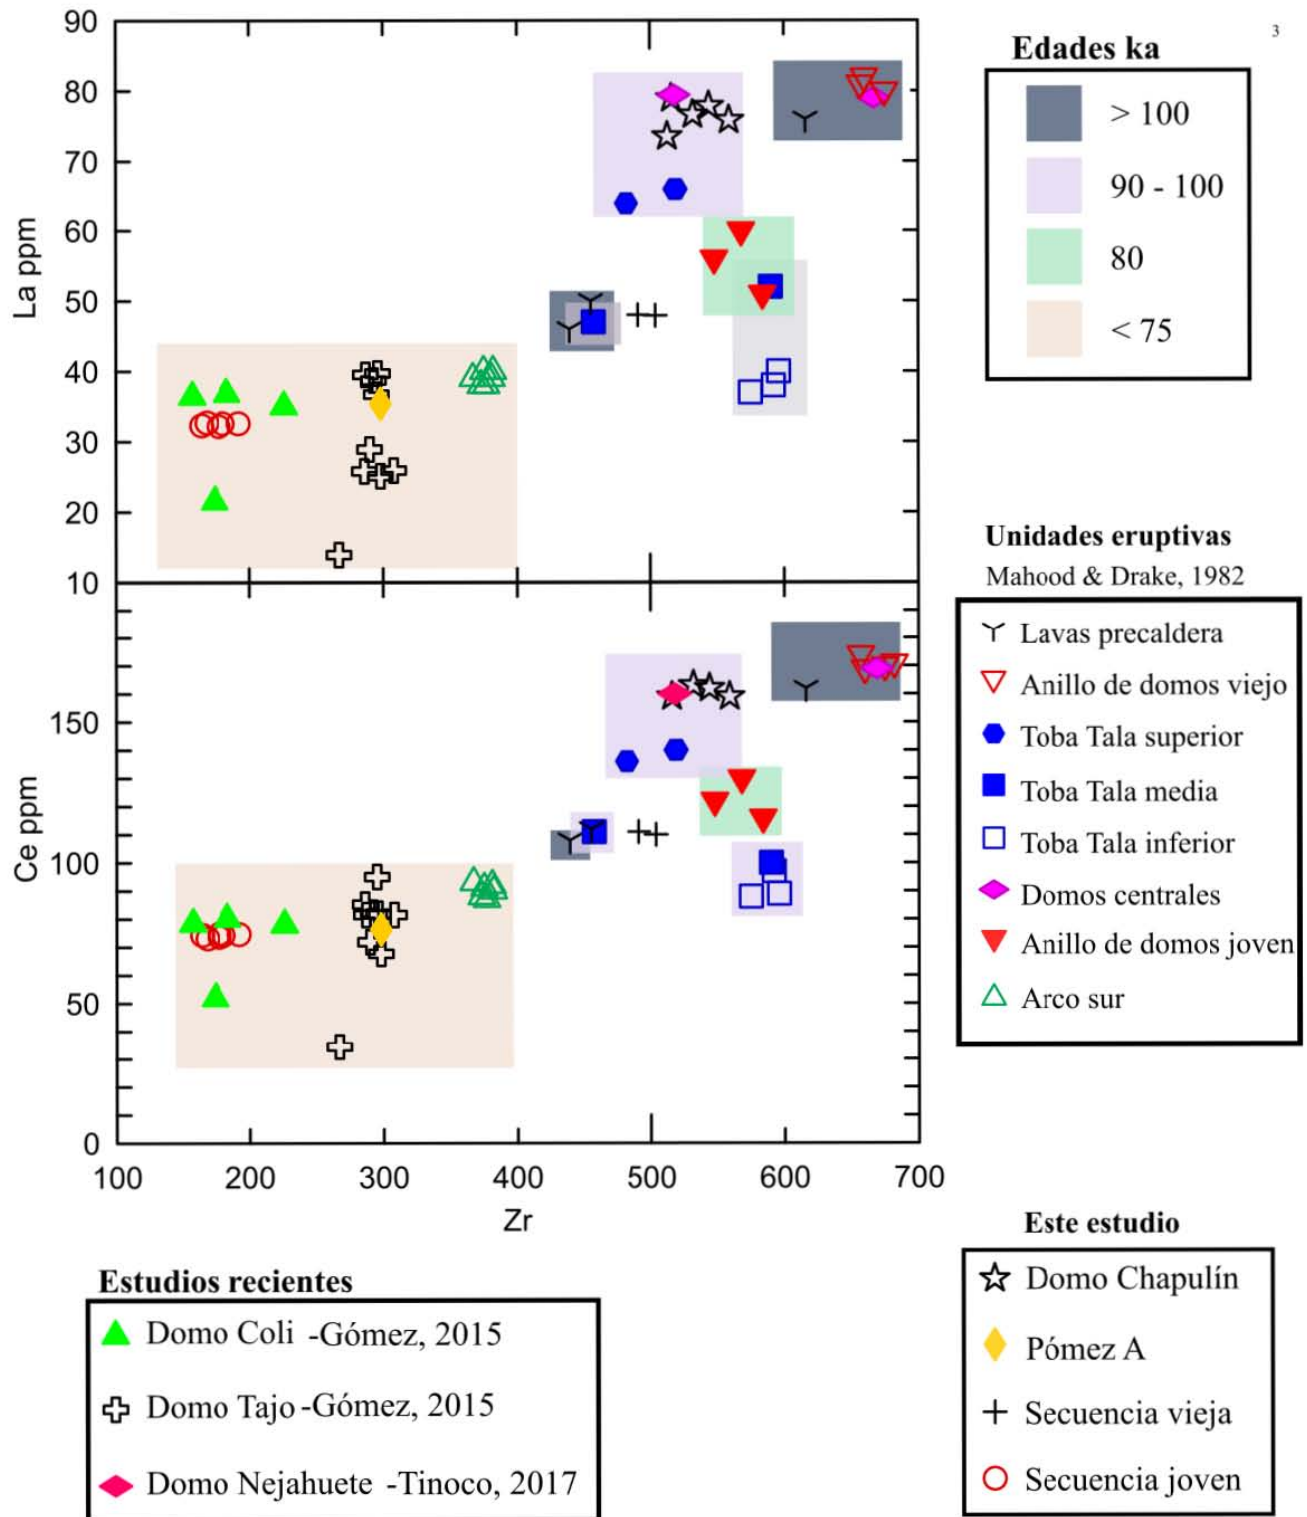 90
80
70
60
50
40
30
20
10
La ppm
150
100
50
0
Ce ppm
100 200 300 400 500 600 700
Zr
3
Edades ka
> 100
90 - 100
80
< 75
Unidades eruptivas
Mahood & Drake, 1982
Lavas precaldera
Anillo de domos viejo
Toba Tala superior
Toba Tala media
Toba Tala inferior
Domos centrales
Anillo de domos joven
Arco sur
Estudios recientes
Domo Coli -Gómez, 2015
Domo Tajo -Gómez, 2015
Domo Nejahuete -Tinoco, 2017
Este estudio
Domo Chapulín
Pómez A
Secuencia vieja
Secuencia joven